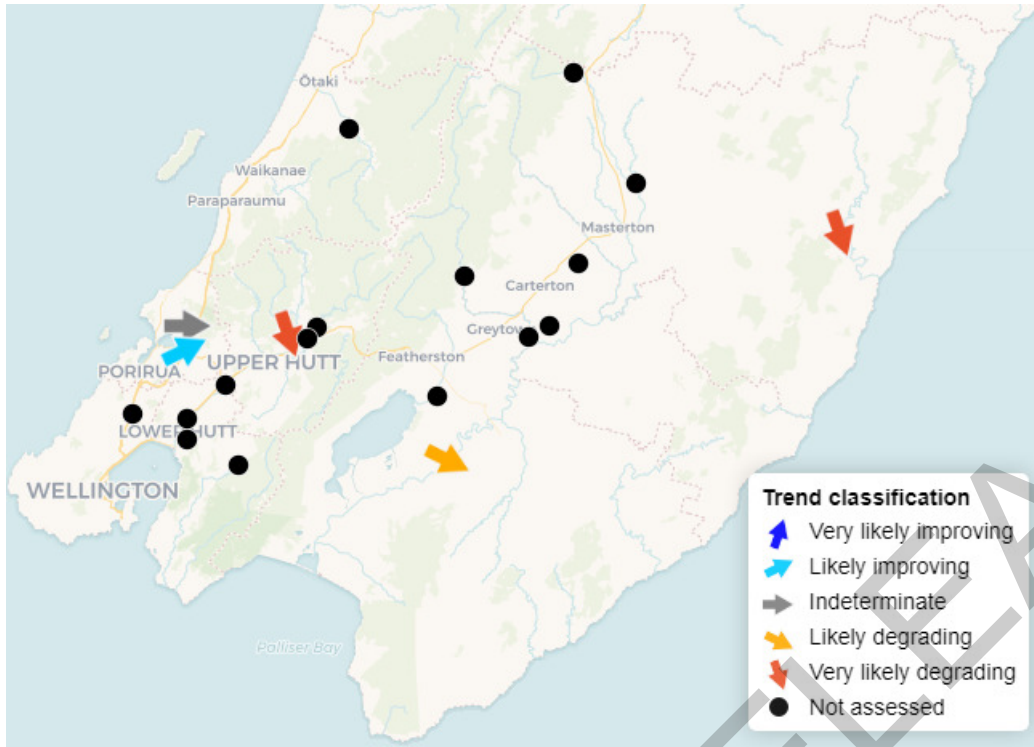 Ōtaki
Waikanae
Paraparaumu
Masterton
Carterton
Greytown
Featherston
UPPER HUTT
PORIRUA
LOWER HUTT
WELLINGTON
Palliser Bay
Trend classification
Very likely improving
Likely improving
Indeterminate
Likely degrading
Very likely degrading
Not assessed